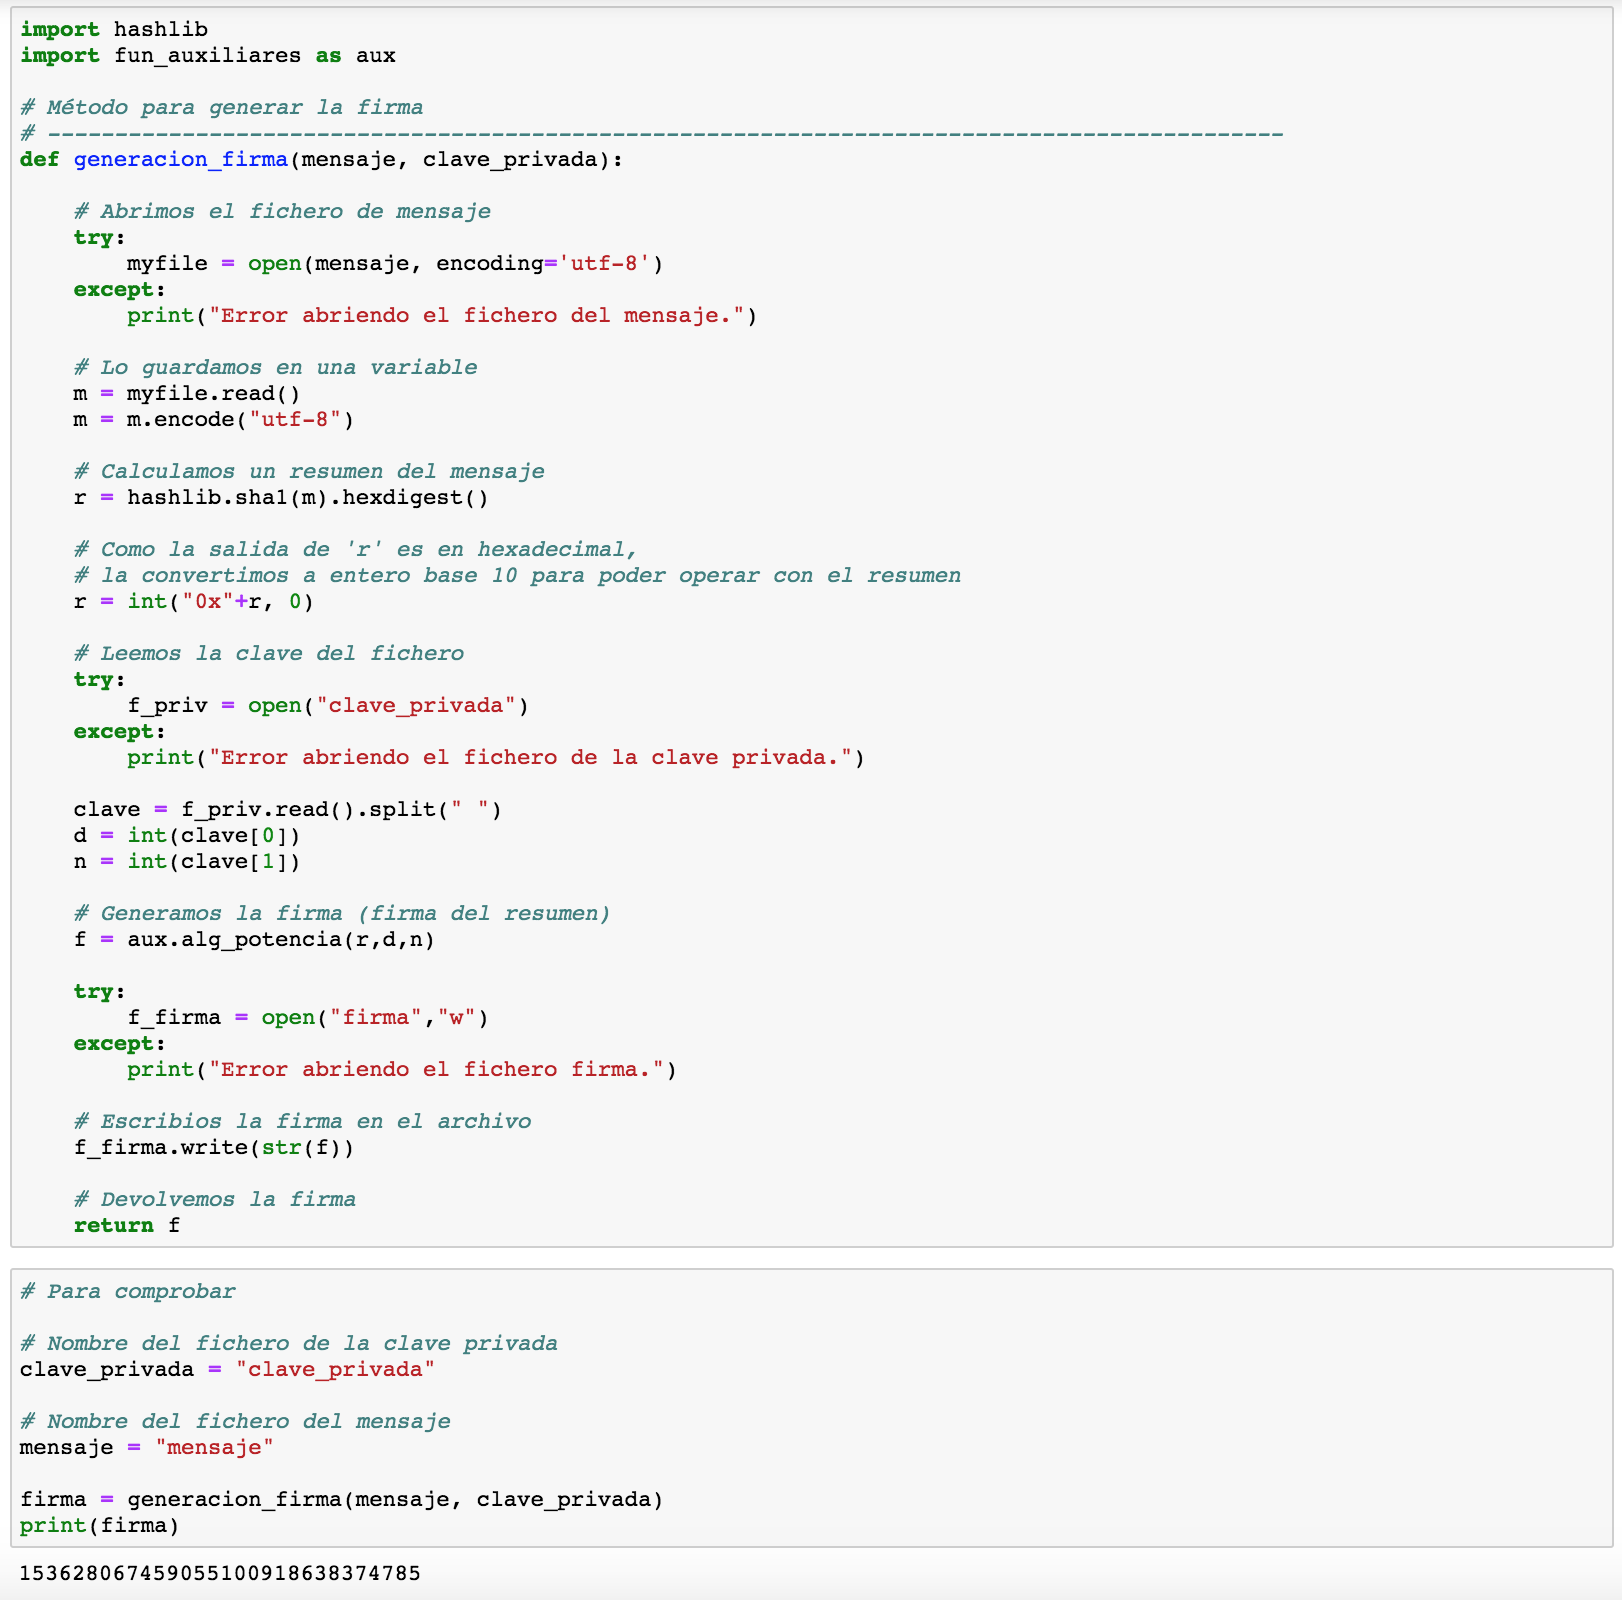 import hashlib
import fun_auxiliares as aux
# Método para generar la firma
# --------------------------------------------------------------------------------------------
def generacion_firma(mensaje, clave_privada):
# Abrimos el fichero de mensaje
try:
myfile = open(mensaje, encoding='utf-8')
except:
print("Error abriendo el fichero del mensaje.")
# Lo guardamos en una variable
m = myfile.read()
m = m.encode("utf-8")
# Calculamos un resumen del mensaje
r = hashlib.sha1(m).hexdigest()
# Como la salida de 'r' es en hexadecimal,
# la convertimos a entero base 10 para poder operar con el resumen
r = int("0x"+r, 0)
# Leemos la clave del fichero
try:
f_priv = open("clave_privada")
except:
print("Error abriendo el fichero de la clave privada.")
clave = f_priv.read().split(" ")
d = int(clave[0])
n = int(clave[1])
# Generamos la firma (firma del resumen)
f = aux.alg_potencia(r,d,n)
try:
f_firma = open("firma","w")
except:
print("Error abriendo el fichero firma.")
# Escribios la firma en el archivo
f_firma.write(str(f))
# Devolvemos la firma
return f
# Para comprobar
# Nombre del fichero de la clave privada
clave_privada = "clave_privada"
# Nombre del fichero del mensaje
mensaje = "mensaje"
firma = generacion_firma(mensaje, clave_privada)
print(firma)
153628067459055100918638374785